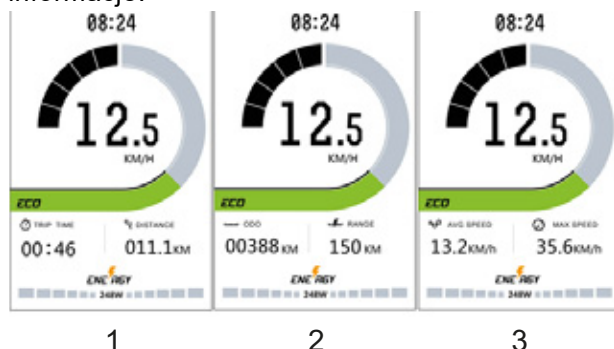 informacje:
08:24 08:24 08:24
12.5 12.5 12.5
KM/H KM/H KM/H
ECO ECO ECO
TRIP TIME DISTANCE ODO RANGE AVG SPEED MAX SPEED
00:46 011.1KM 00388KM 150KM 13.2KM/h 35.6KM/h
ENERGY ENERGY ENERGY
248W 248W 248W
1 2 3